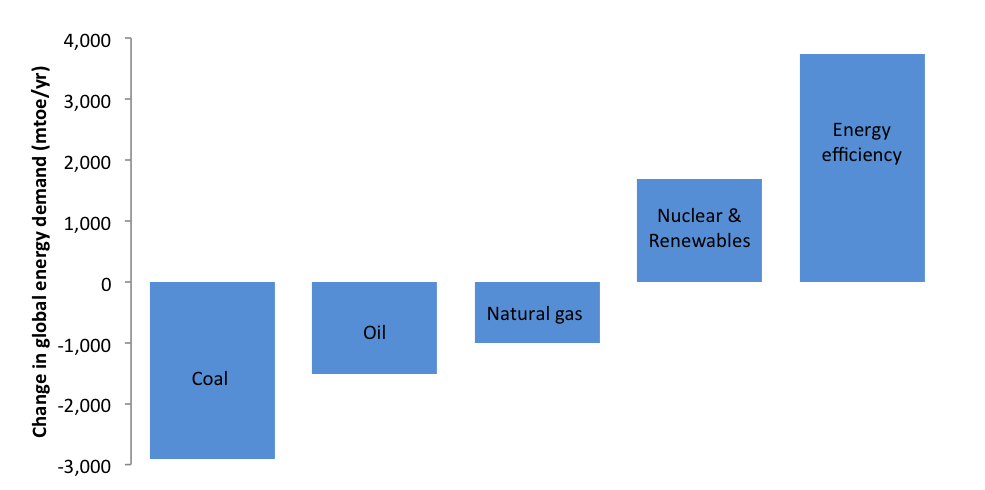 Change in global energy demand (mtoe/yr)
4,000
3,000
2,000
1,000
0
-1,000
-2,000
-3,000
Coal
Oil
Natural gas
Nuclear &
Renewables
Energy
efficiency